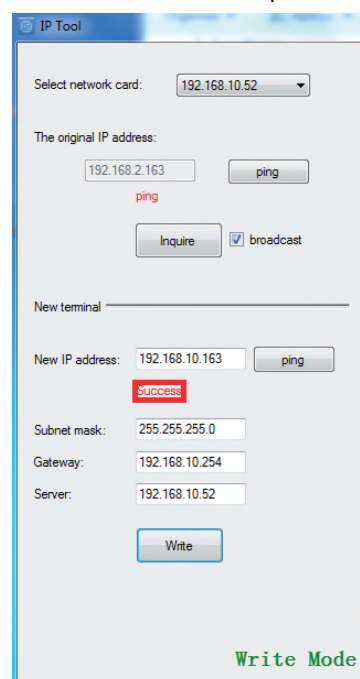 IP Tool
Select network card: 192.168.10.52
The original IP address:
192.168.2.163 ping
ping
Inquire broadcast
New terminal
New IP address: 192.168.10.163 ping
Success
Subnet mask: 255.255.255.0
Gateway: 192.168.10.254
Server: 192.168.10.52
Write
Write Mode